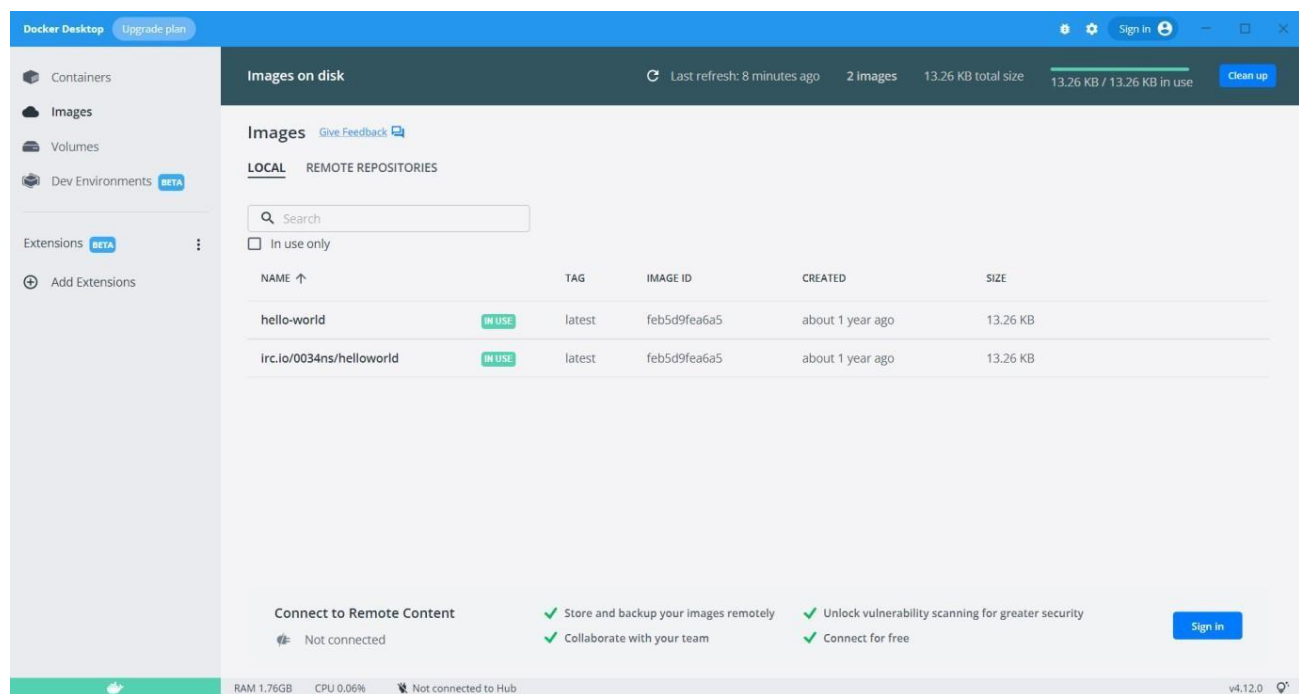 Docker Desktop Upgrade plan Sign in
Containers
Images
Volumes
Dev Environments BETA
Extensions BETA
Add Extensions
Images on disk Last refresh: 8 minutes ago 2 images 13.26 KB total size 13.26 KB / 13.26 KB in use Clean up
Images Give Feedback
LOCAL REMOTE REPOSITORIES
Search
In use only
NAME TAG IMAGE ID CREATED SIZE
hello-world IN USE latest feb5d9fea6a5 about 1 year ago 13.26 KB
irc.io/0034ns/helloworld IN USE latest feb5d9fea6a5 about 1 year ago 13.26 KB
Connect to Remote Content
Not connected
Store and backup your images remotely
Collaborate with your team
Unlock vulnerability scanning for greater security
Connect for free
Sign in
RAM 1.76GB CPU 0.06% Not connected to Hub v4.12.0